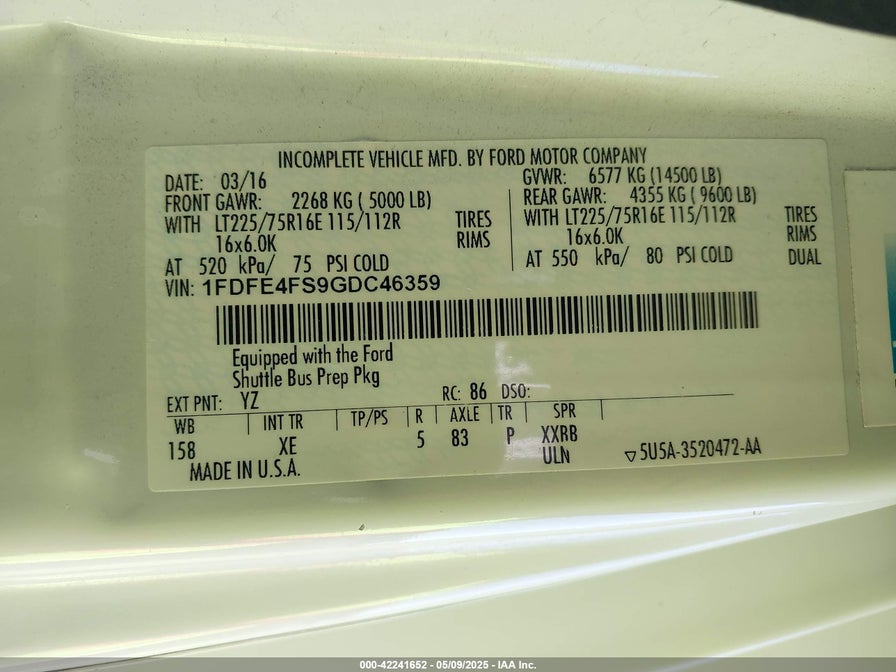 INCOMPLETE VEHICLE MFD. BY FORD MOTOR COMPANY
DATE: 03/16
GVWR: 6577 KG (14500 LB)
FRONT GAWR: 2268 KG ( 5000 LB)
REAR GAWR: 4355 KG ( 9600 LB)
WITH LT225/75R16E 115/112R TIRES
WITH LT225/75R16E 115/112R TIRES
16x6.0K RIMS
16x6.0K RIMS
AT 520 kPa/ 75 PSI COLD
AT 550 kPa/ 80 PSI COLD DUAL
VIN: 1FDFE4FS9GDC46359
Equipped with the Ford
Shuttle Bus Prep Pkg
EXT PNT: YZ RC: 86 DSO:
WB INT TR TP/PS R AXLE TR SPR
158 XE 5 83 P XXRB
ULN
MADE IN U.S.A.
▽5U5A-3520472-AA
000-42241652 - 05/09/2025 - IAA Inc.